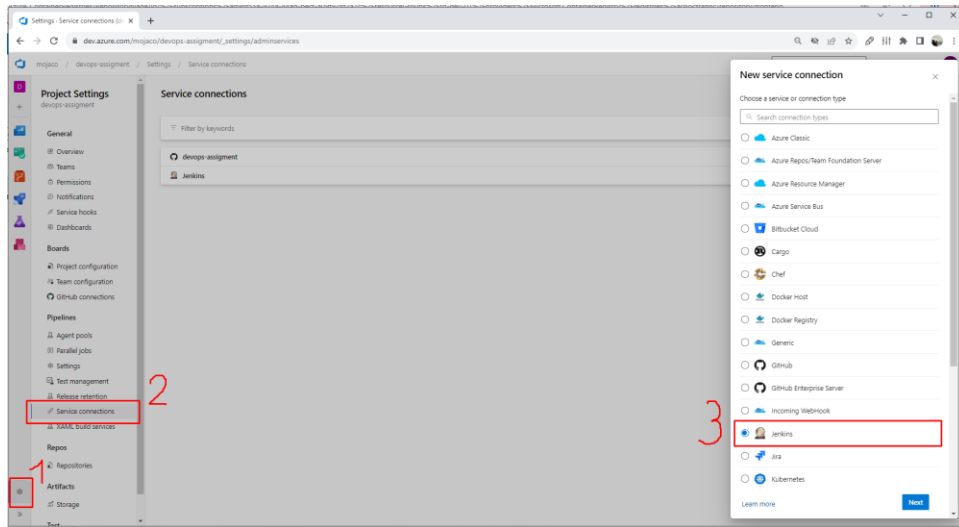 Settings · Service connections (de
dev.azure.com/mojaco/devops-assigment/_settings/adminservices
mojaco / devops-assigment / Settings / Service connections
D
Project Settings
devops-assigment
General
Overview
Teams
Permissions
Notifications
Service hooks
Dashboards
Boards
Project configuration
Team configuration
GitHub connections
Pipelines
Agent pools
Parallel jobs
Settings
Test management
Release retention
Service connections
2
XAML build services
Repos
Repositories
1
Artifacts
Storage
Test
Service connections
Filter by keywords
devops-assigment
Jenkins
New service connection
Choose a service or connection type
Search connection types
Azure Classic
Azure Repos/Team Foundation Server
Azure Resource Manager
Azure Service Bus
Bitbucket Cloud
Cargo
Chef
Docker Host
Docker Registry
Generic
GitHub
GitHub Enterprise Server
Incoming WebHook
3
Jenkins
Jira
Kubernetes
Learn more
Next